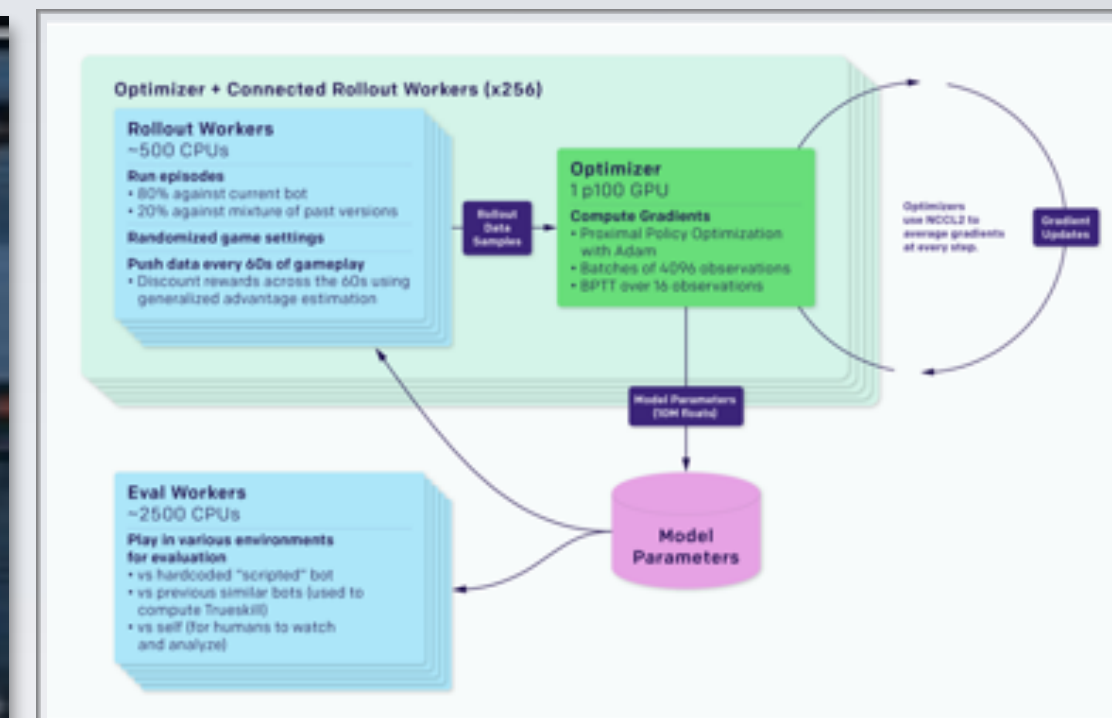 Optimizer + Connected Rollout Workers (x256)
Rollout Workers
~500 CPUs
Run episodes
• 80% against current bot
• 20% against mixture of past versions
Randomized game settings
Push data every 60s of gameplay
• Discount rewards across the 60s using
generalized advantage estimation
Rollout
Data
Samples
Optimizer
1 p100 GPU
Compute Gradients
• Proximal Policy Optimization
with Adam
• Batches of 4096 observations
• BPTT over 16 observations
Optimizers
use NCCL2 to
average gradients
at every step.
Gradient
Updates
Model Parameters
(10M floats)
Eval Workers
~2500 CPUs
Play in various environments
for evaluation
• vs hardcoded "scripted" bot
• vs previous similar bots (used to
compute Trueskill)
• vs self (for humans to watch
and analyze)
Model
Parameters